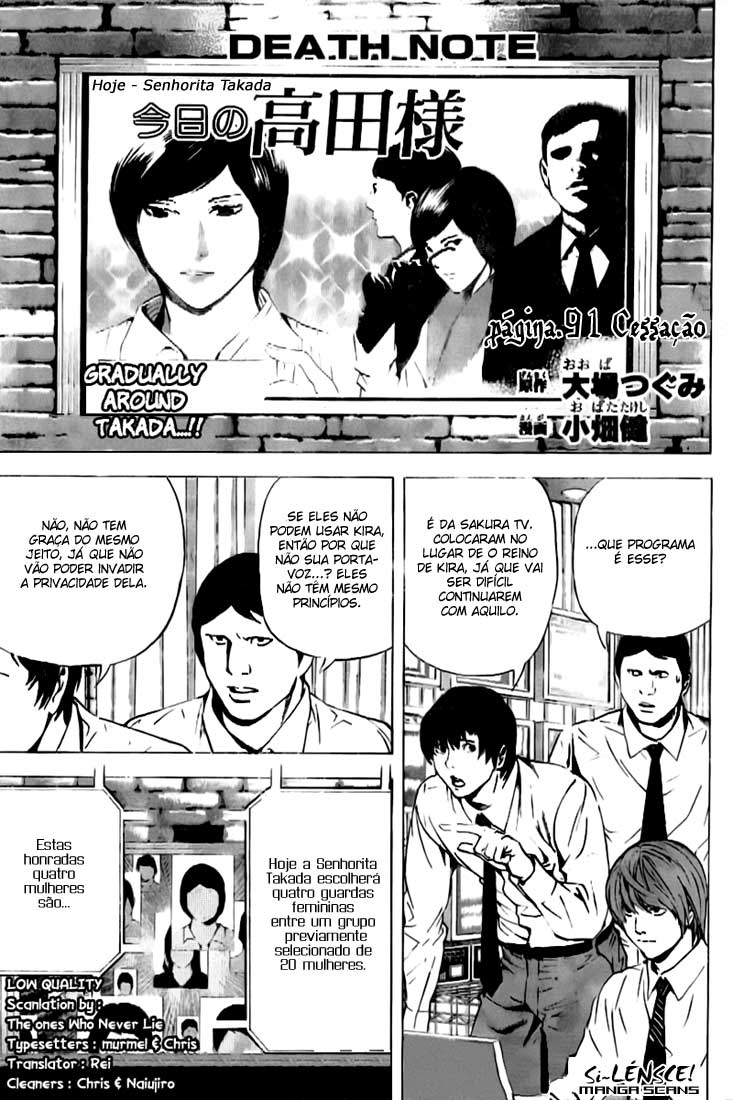 DEATH NOTE
Hoje - Senhorita Takada
今日の高田様
página.91 Cessação
GRADUALLY
AROUND
TAKADA...!!
おお ば
原作 大場つぐみ
お ばた たけし
漫画 小畑健
...QUE PROGRAMA
É ESSE?
É DA SAKURA TV.
COLOCARAM NO
LUGAR DE O REINO
DE KIRA, JÁ QUE VAI
SER DIFÍCIL
CONTINUAREM
COM AQUILO.
SE ELES NÃO
PODEM USAR KIRA,
ENTÃO POR QUE
NÃO SUA PORTA-
VOZ...? ELES
NÃO TÊM MESMO
PRINCÍPIOS.
NÃO, NÃO TEM
GRAÇA DO MESMO
JEITO, JÁ QUE NÃO
VÃO PODER INVADIR
A PRIVACIDADE DELA.
Hoje a Senhorita
Takada escolherá
quatro guardas
femininas
entre um grupo
previamente
selecionado de
20 mulheres.
Estas
honradas
quatro
mulheres
são...
LOW QUALITY
Scanlation by :
The ones Who Never Lie
Typesetters : murmel & Chris
Translator : Rei
Cleaners : Chris & Naiujiro
Si~LÉNSCE!
MANGA SCANS